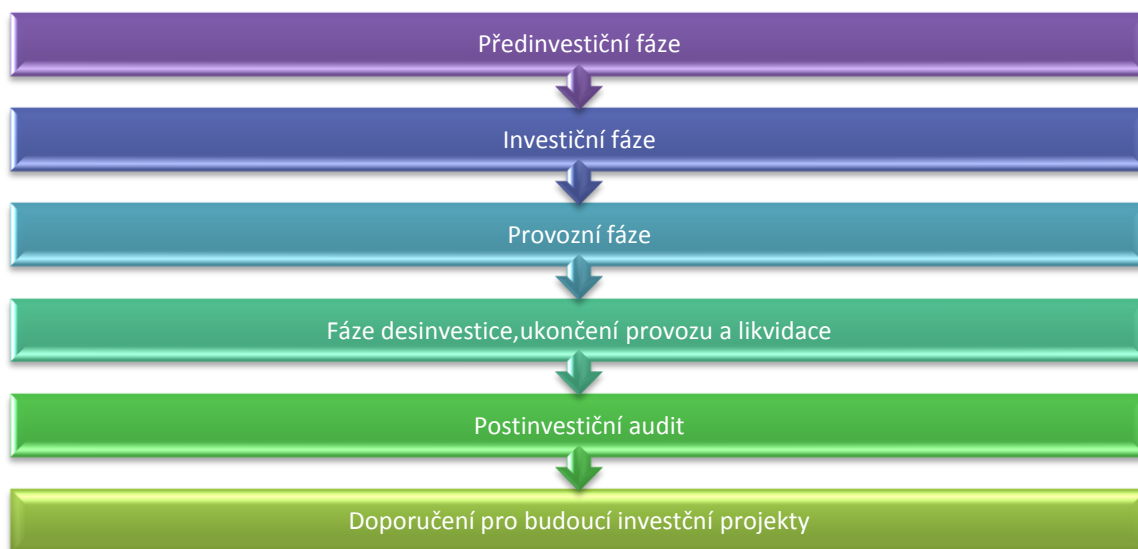 Předinvestiční fáze
Investiční fáze
Provozní fáze
Fáze desinvestice,ukončení provozu a likvidace
Postinvestiční audit
Doporučení pro budoucí investční projekty